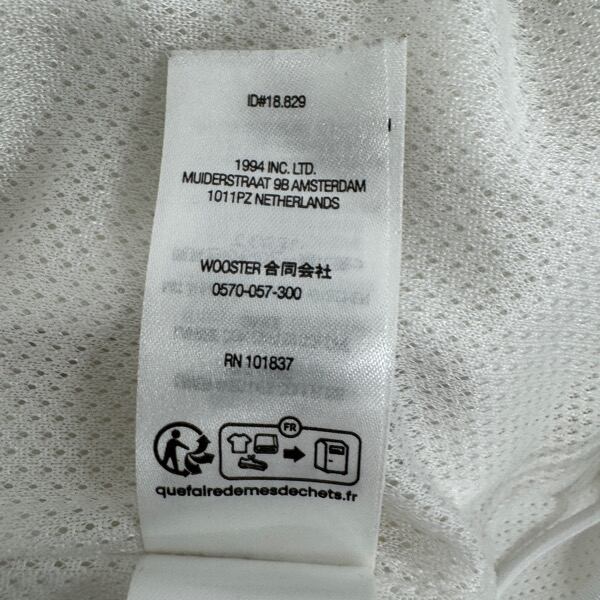 ID#18.829
1994 INC. LTD.
MUIDERSTRAAT 9B AMSTERDAM
1011PZ NETHERLANDS
WOOSTER 合同会社
0570-057-300
RN 101837
FR
quefairedemesdechets.fr